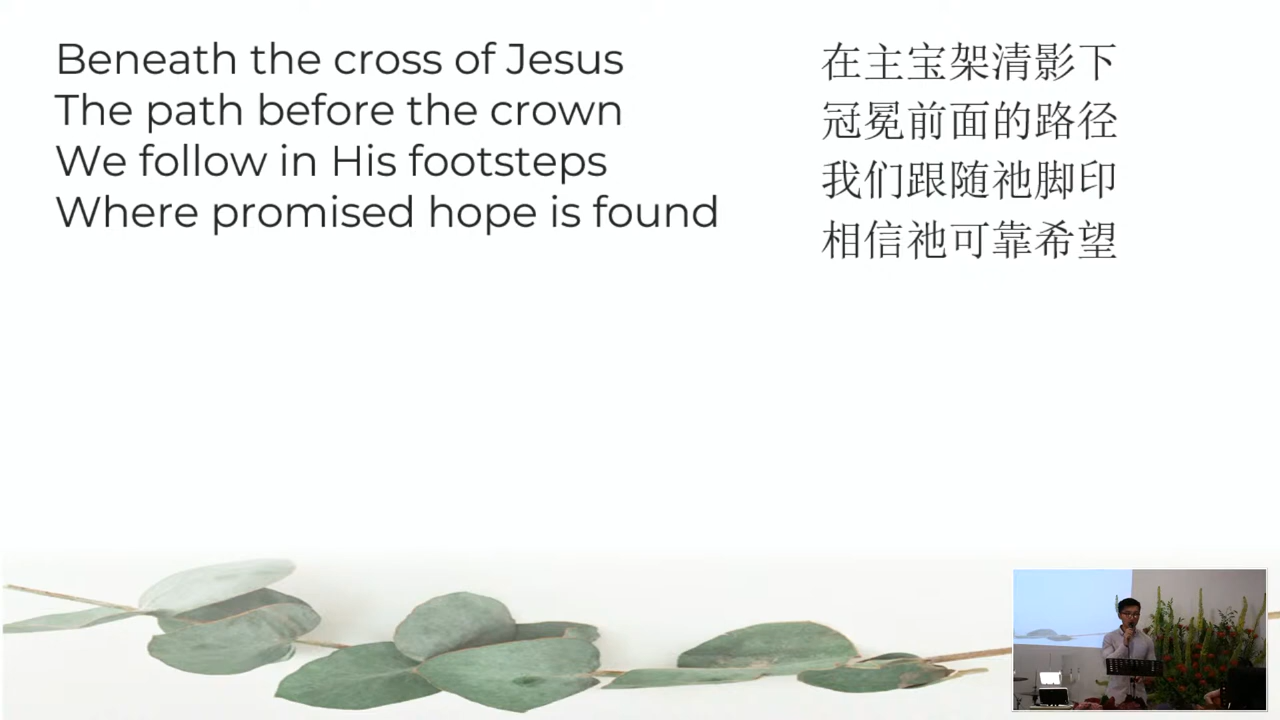 Beneath the cross of Jesus
The path before the crown
We follow in His footsteps
Where promised hope is found
在主宝架清影下
冠冕前面的路径
我们跟随祂脚印
相信祂可靠希望